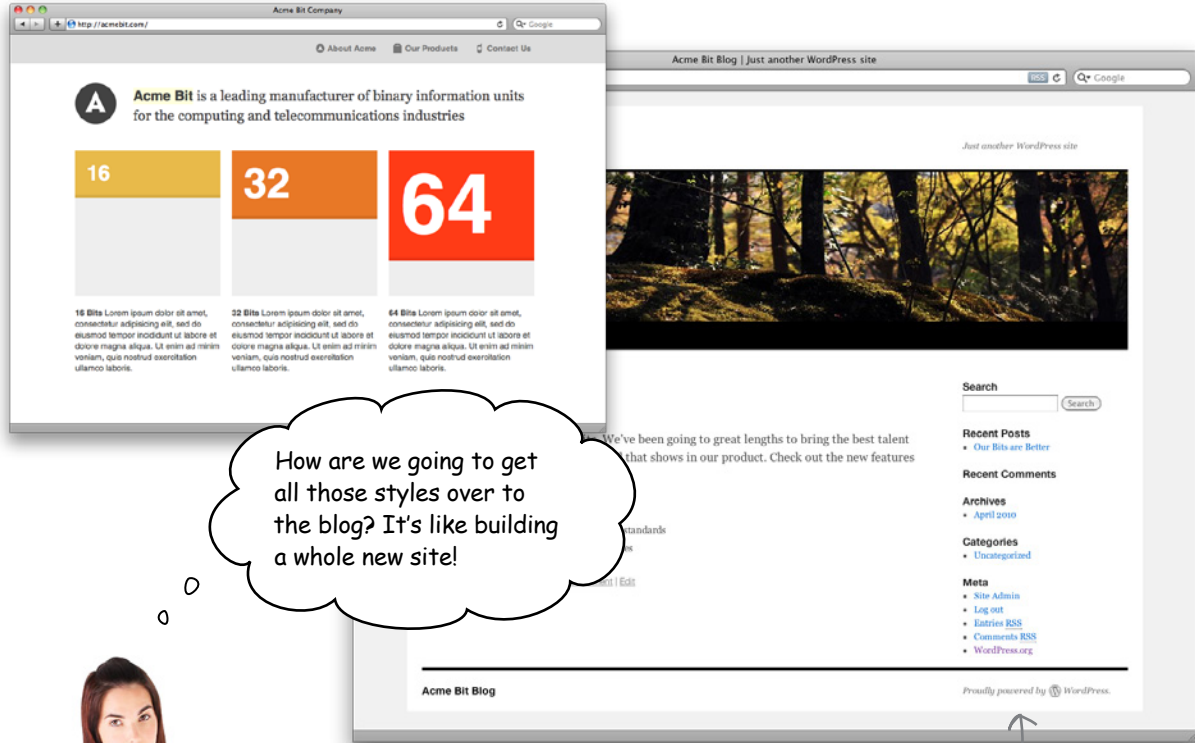 Acme Bit Company
http://acmebit.com/
Google
About Acme
Our Products
Contact Us
A
Acme Bit is a leading manufacturer of binary information units
for the computing and telecommunications industries
16
32
64
16 Bits Lorem ipsum dolor sit amet,
consectetur adipisicing elit, sed do
eiusmod tempor incididunt ut labore et
dolore magna aliqua. Ut enim ad minim
veniam, quis nostrud exercitation
ullamco laboris.
32 Bits Lorem ipsum dolor sit amet,
consectetur adipisicing elit, sed do
eiusmod tempor incididunt ut labore et
dolore magna aliqua. Ut enim ad minim
veniam, quis nostrud exercitation
ullamco laboris.
64 Bits Lorem ipsum dolor sit amet,
consectetur adipisicing elit, sed do
eiusmod tempor incididunt ut labore et
dolore magna aliqua. Ut enim ad minim
veniam, quis nostrud exercitation
ullamco laboris.
Acme Bit Blog | Just another WordPress site
RSS
Google
Just another WordPress site
We've been going to great lengths to bring the best talent
that shows in our product. Check out the new features
standards
| Edit
Search
Search
Recent Posts
Our Bits are Better
Recent Comments
Archives
April 2010
Categories
Uncategorized
Meta
Site Admin
Log out
Entries RSS
Comments RSS
WordPress.org
Acme Bit Blog
Proudly powered by WordPress.
How are we going to get
all those styles over to
the blog? It's like building
a whole new site!